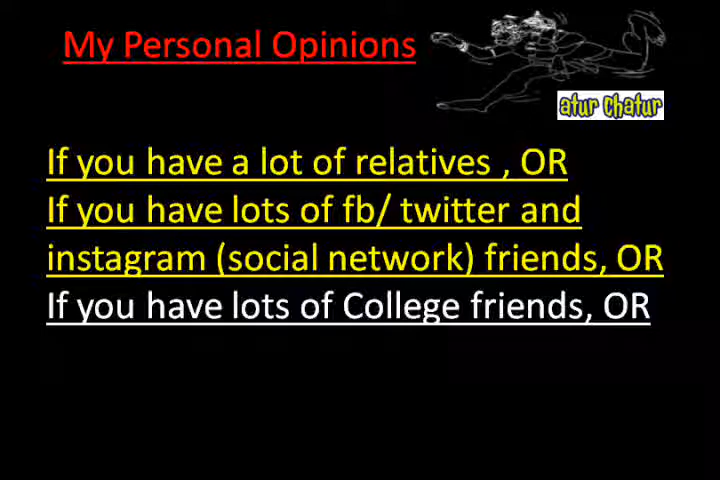 My Personal Opinions
atur chatur
If you have a lot of relatives , OR
If you have lots of fb/ twitter and
instagram (social network) friends, OR
If you have lots of College friends, OR